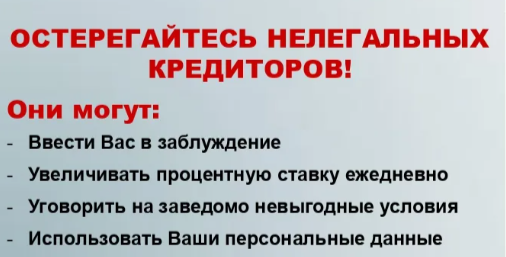 ОСТЕРЕГАЙТЕСЬ НЕЛЕГАЛЬНЫХ
КРЕДИТОРОВ!
Они могут:
- Ввести Вас в заблуждение
- Увеличивать процентную ставку ежедневно
- Уговорить на заведомо невыгодные условия
- Использовать Ваши персональные данные